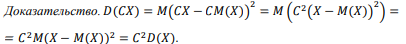 Доказательство. D(CX) = M(CX − CM(X))² = M(C²(X − M(X))²) =
= C²M(X − M(X))² = C²D(X).